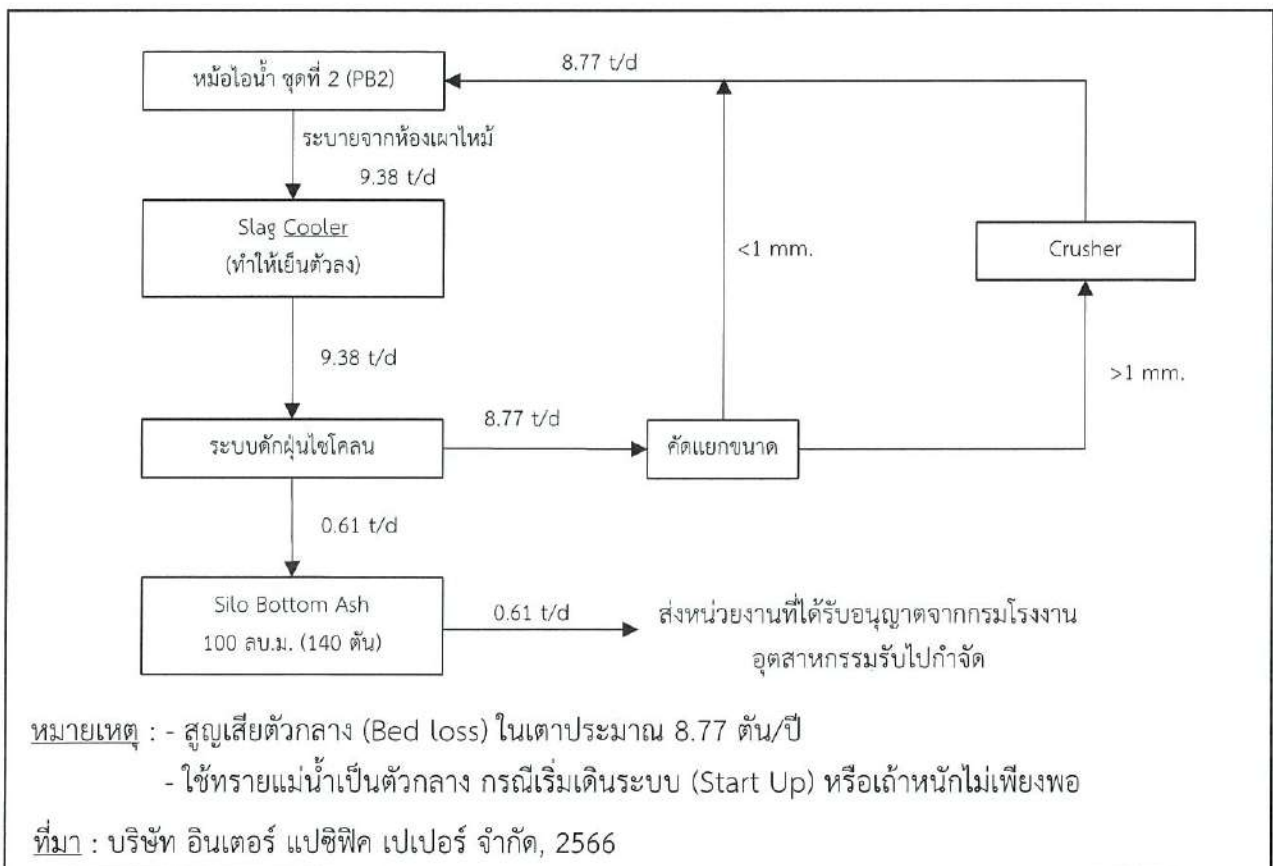 หม้อไอน้ำ ชุดที่ 2 (PB2)
8.77 t/d
ระบายจากห้องเผาไหม้
9.38 t/d
Slag Cooler
(ทำให้เย็นตัวลง)
<1 mm.
Crusher
9.38 t/d
>1 mm.
ระบบดักฝุ่นไซโคลน
8.77 t/d
คัดแยกขนาด
0.61 t/d
Silo Bottom Ash
100 ลบ.ม. (140 ตัน)
0.61 t/d
ส่งหน่วยงานที่ได้รับอนุญาตจากกรมโรงงาน
อุตสาหกรรมรับไปกำจัด
หมายเหตุ : - สูญเสียตัวกลาง (Bed loss) ในเตาประมาณ 8.77 ตัน/ปี
- ใช้ทรายแม่น้ำเป็นตัวกลาง กรณีเริ่มเดินระบบ (Start Up) หรือเถ้าหนักไม่เพียงพอ
ที่มา : บริษัท อินเตอร์ แปซิฟิค เปเปอร์ จำกัด, 2566